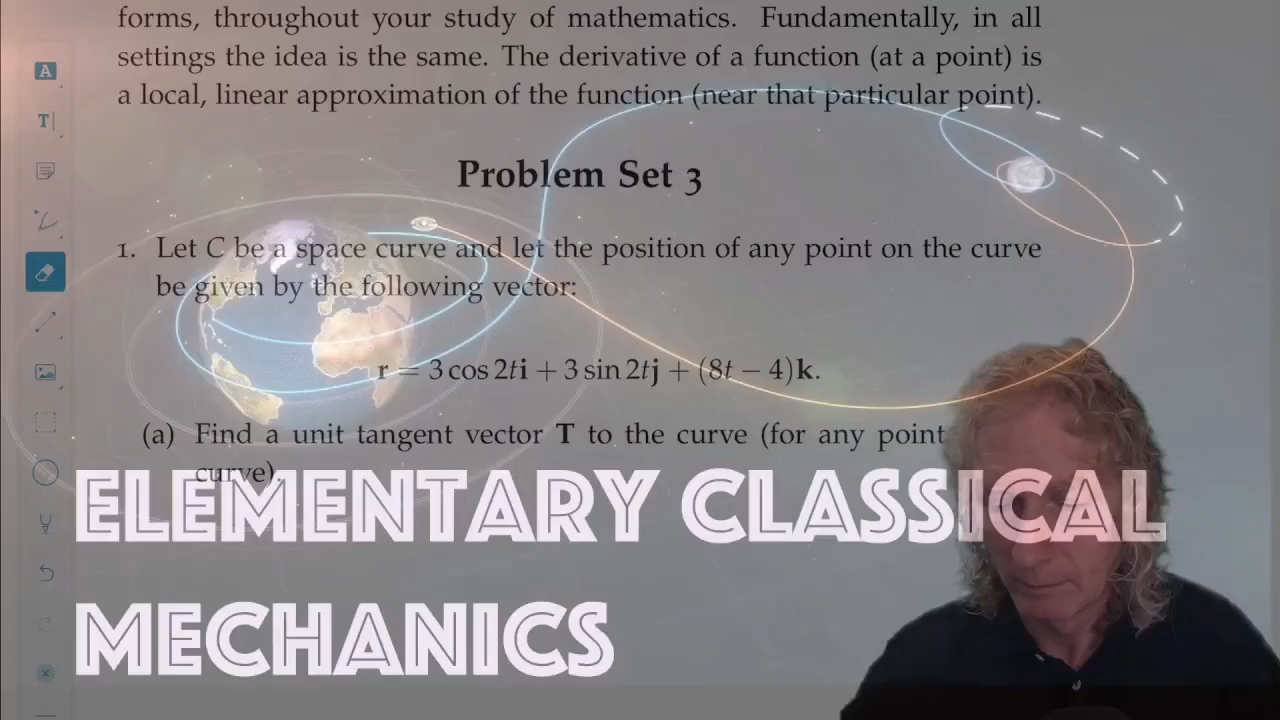 forms, throughout your study of mathematics. Fundamentally, in all
settings the idea is the same. The derivative of a function (at a point) is
a local, linear approximation of the function (near that particular point).
Problem Set 3
1. Let C be a space curve and let the position of any point on the curve
be given by the following vector:
r = 3 cos 2ti + 3 sin 2tj + (8t − 4)k.
(a) Find a unit tangent vector T to the curve (for any point
curve).
ELEMENTARY CLASSICAL
MECHANICS
A
T